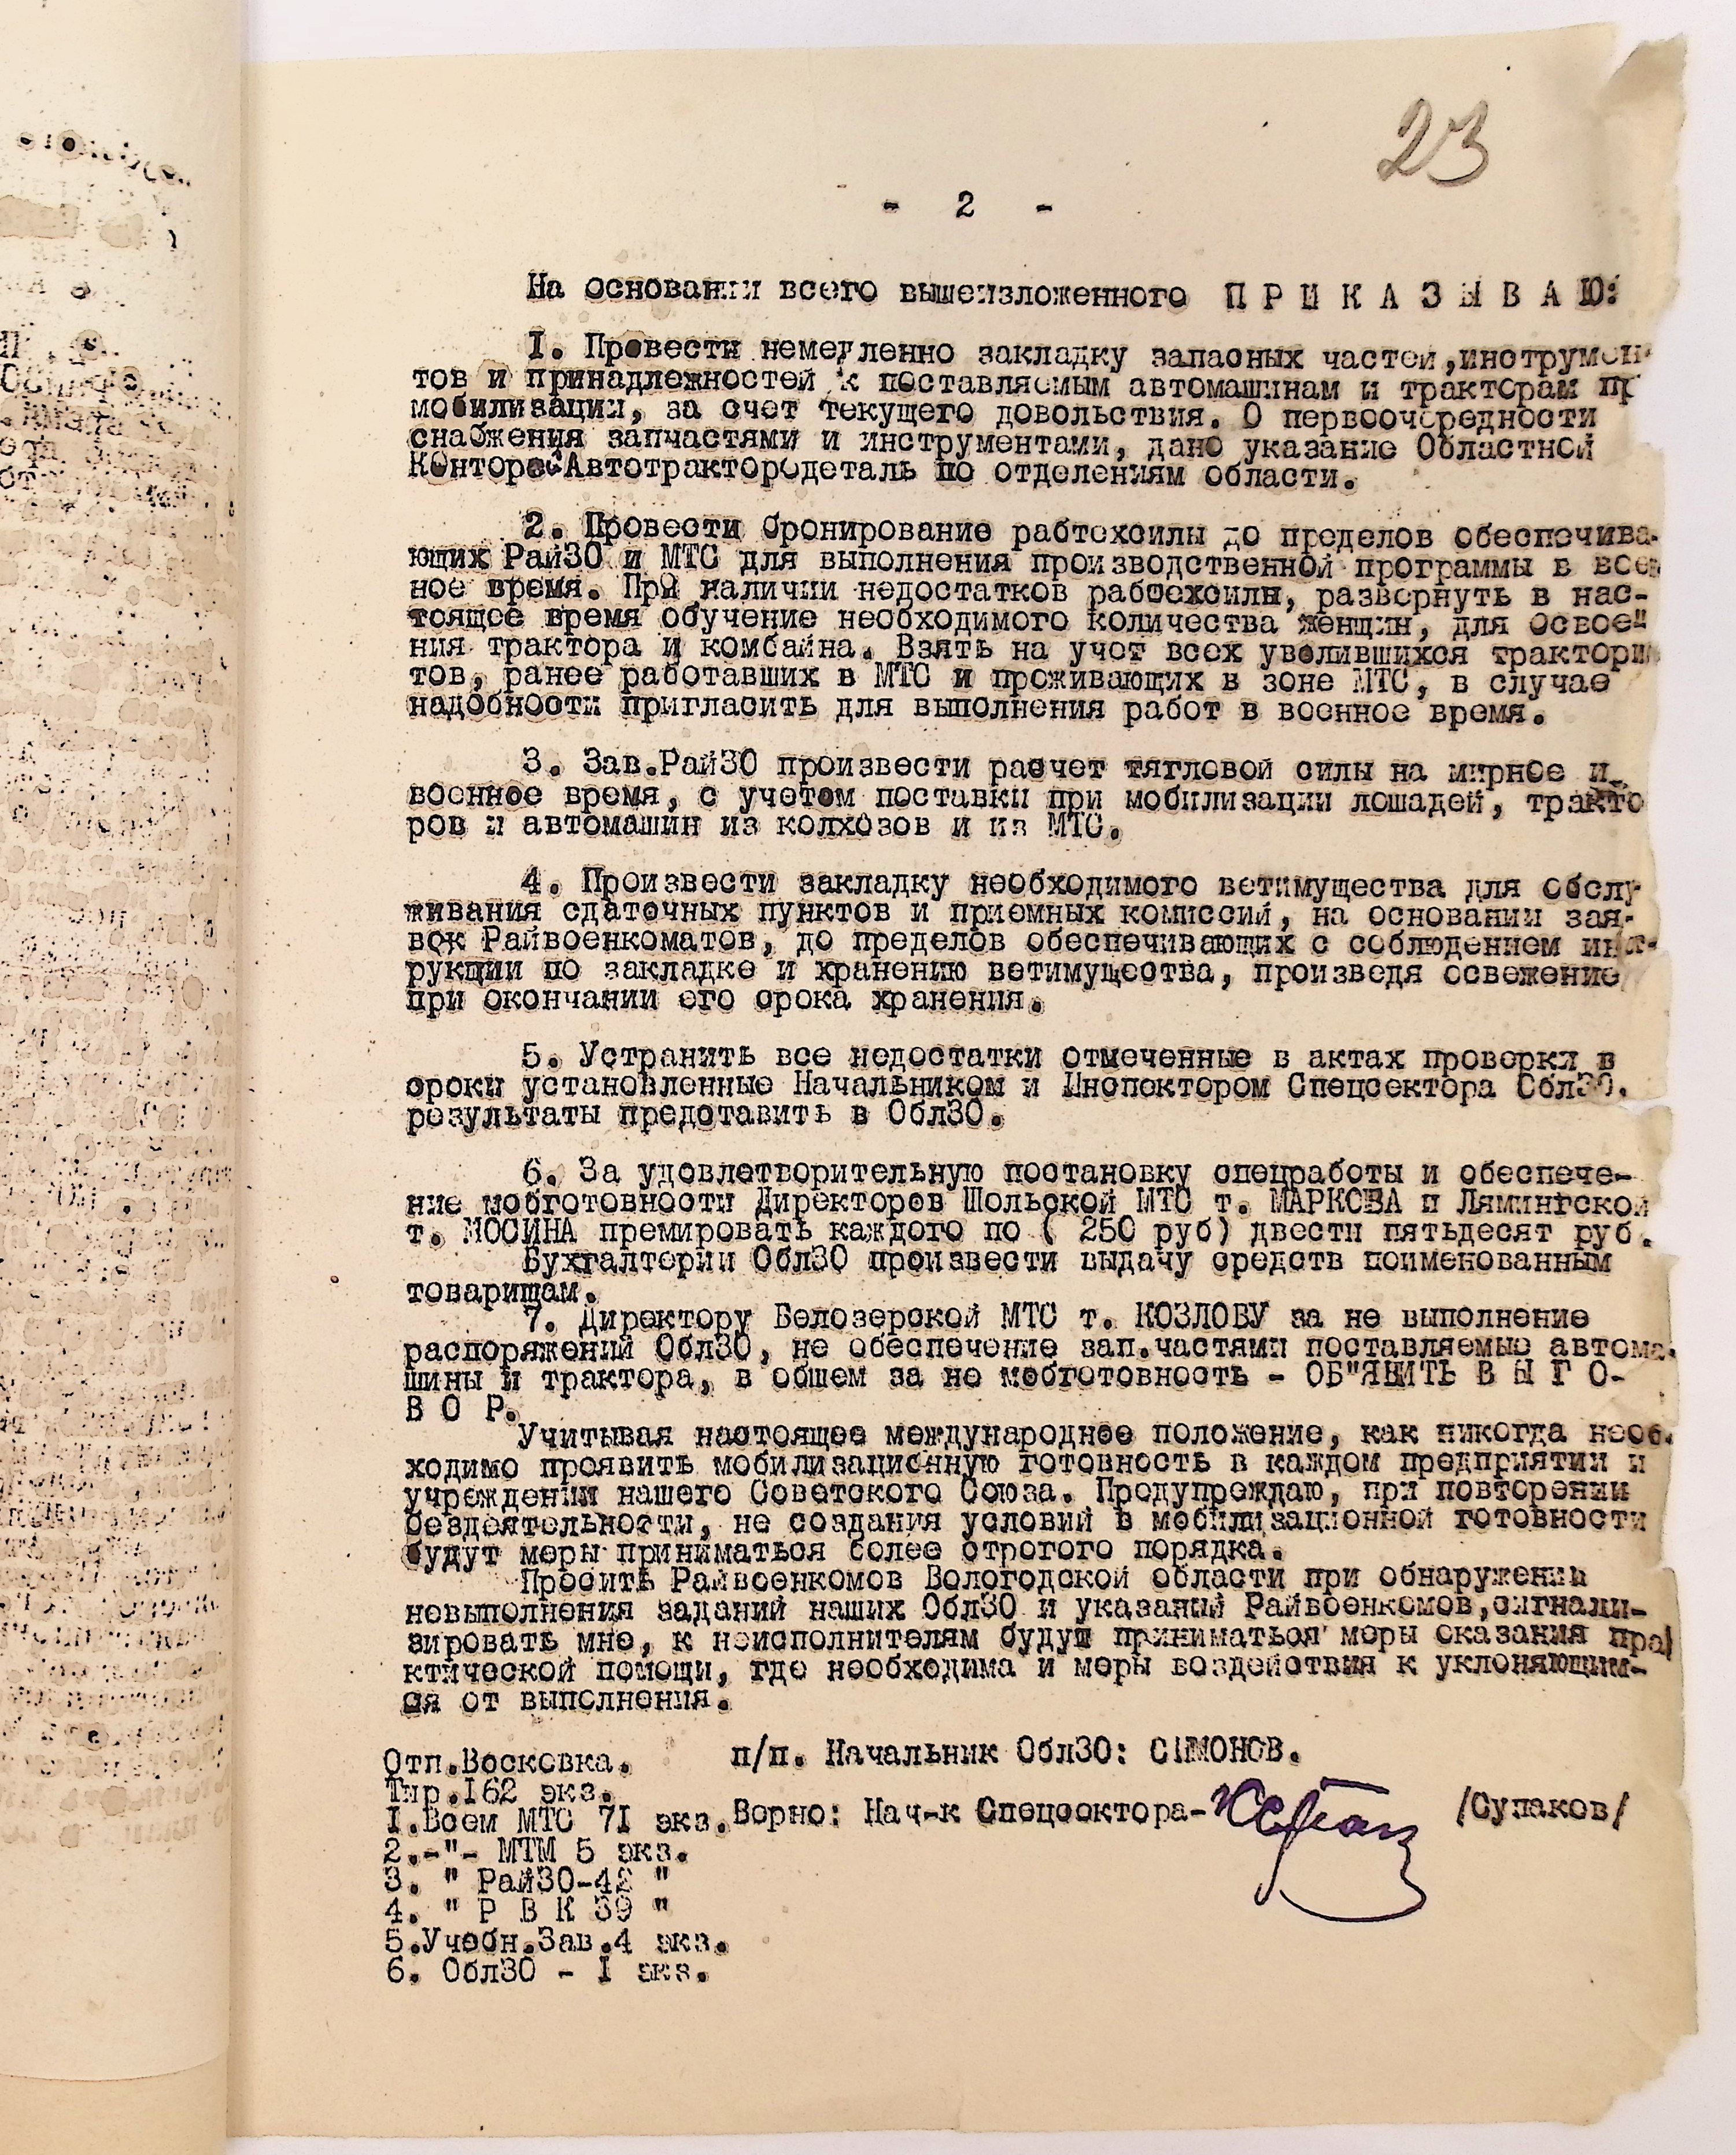 23
- 2 -
На основании всего вышеизложенного П Р И К А З Ы В А Ю:
1. Провести немедленно закладку запасных частей,инструмен-
тов и принадлежностей к поставляемым автомашинам и тракторам пр
мобилизации, за счет текущего довольствия. О первоочередности
снабжения запчастями и инструментами, дано указание Областной
Конторе Автотрактородеталь по отделениям области.
2. Провести бронирование рабтехсилы до пределов обеспечива-
ющих РайЗО и МТС для выполнения производственной программы в воен
ное время. При наличии недостатков рабтехсилы, развернуть в нас-
тоящее время обучение необходимого количества женщин, для освое-
ния трактора и комбайна. Взять на учет всех уволившихся трактори
тов, ранее работавших в МТС и проживающих в зоне МТС, в случае
надобности пригласить для выполнения работ в военное время.
3. Зав.РайЗО произвести расчет тягловой силы на мирное и
военное время, с учетом поставки при мобилизации лошадей, тракто
ров и автомашин из колхозов и из МТС.
4. Произвести закладку необходимого ветимущества для обслу
живания сдаточных пунктов и приемных комиссий, на основании зая-
вок Райвоенкоматов, до пределов обеспечивающих с соблюдением инст-
рукции по закладке и хранению ветимущества, произведя освежение
при окончании его срока хранения.
5. Устранить все недостатки отмеченные в актах проверки в
сроки установленные Начальником и Инспектором Спецсектора ОблЗО.
результаты представить в ОблЗО.
6. За удовлетворительную постановку спецработы и обеспече-
ние мобготовности Директоров Шольской МТС т. МАРКОВА и Ляминской
т. МОСИНА премировать каждого по ( 250 руб) двести пятьдесят руб.
Бухгалтерии ОблЗО произвести выдачу средств поименованным
товарищам.
7. Директору Белозерской МТС т. КОЗЛОВУ за не выполнение
распоряжений ОблЗО, не обеспечение зап.частями поставляемые автома-
шины и трактора, в общем за не мобготовность - ОБ"ЯВИТЬ В Ы Г О-
В О Р.
Учитывая настоящее международное положение, как никогда необ-
ходимо проявить мобилизационную готовность в каждом предприятии и
учреждении нашего Советского Союза. Предупреждаю, при повторении
бездеятельности, не создания условий в мобилизационной готовности
будут меры приниматься более строгого порядка.
Просить Райвоенкомов Вологодской области при обнаружении
невыполнения заданий наших ОблЗО и указаний Райвоенкомов,сигнали-
зировать мне, к неисполнителям будут приниматься меры оказания пра
ктической помощи, где необходима и меры воздействия к уклоняющим-
ся от выполнения.
п/п. Начальник ОблЗО: СИМОНОВ.
Верно: Нач-к Спецсектора- /Сулаков/
Отп.Восковка.
Тир.162 экз.
1.Всем МТС 71 экз.
2.-"- МТМ 5 экз.
3. " РайЗО-42 "
4. " Р В К 39 "
5.Учебн.Зав.4 экз.
6. ОблЗО - 1 экз.